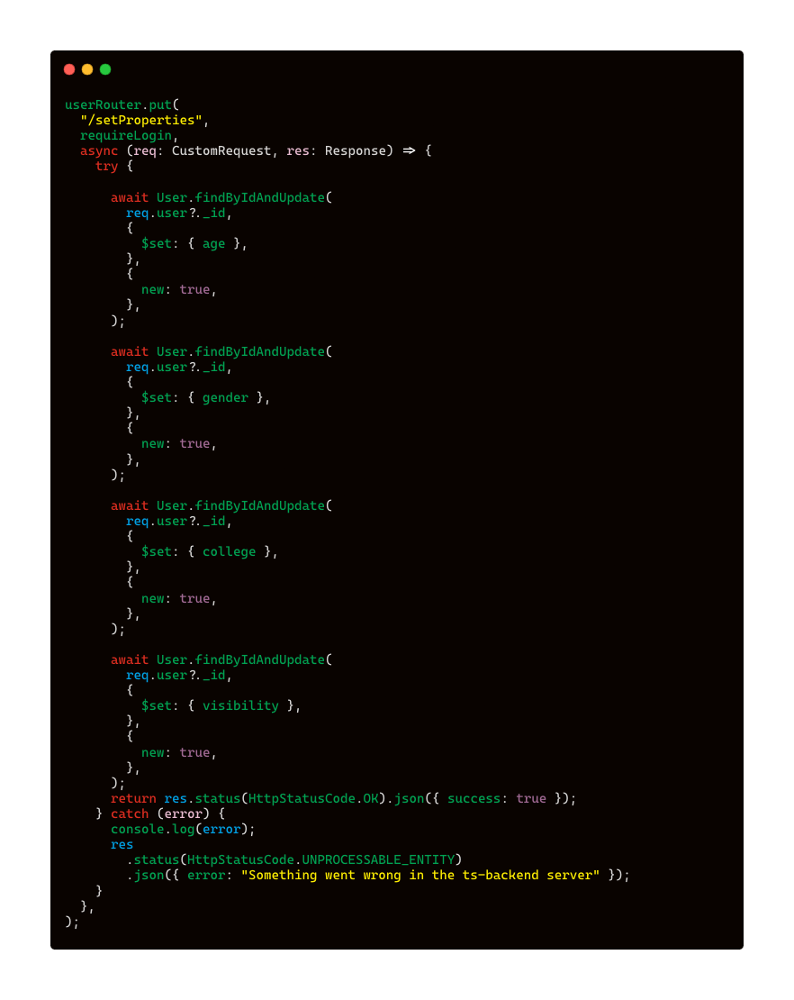 userRouter.put(
  "/setProperties",
  requireLogin,
  async (req: CustomRequest, res: Response) => {
    try {

      await User.findByIdAndUpdate(
        req.user?._id,
        {
          $set: { age },
        },
        {
          new: true,
        },
      );

      await User.findByIdAndUpdate(
        req.user?._id,
        {
          $set: { gender },
        },
        {
          new: true,
        },
      );

      await User.findByIdAndUpdate(
        req.user?._id,
        {
          $set: { college },
        },
        {
          new: true,
        },
      );

      await User.findByIdAndUpdate(
        req.user?._id,
        {
          $set: { visibility },
        },
        {
          new: true,
        },
      );
      return res.status(HttpStatusCode.OK).json({ success: true });
    } catch (error) {
      console.log(error);
      res
        .status(HttpStatusCode.UNPROCESSABLE_ENTITY)
        .json({ error: "Something went wrong in the ts-backend server" });
    }
  },
);